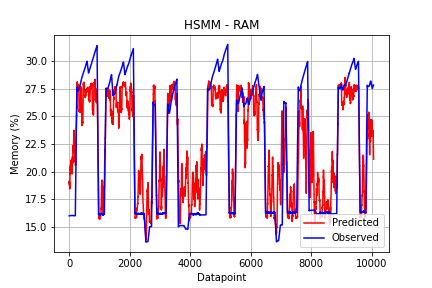 HSMM - RAM
Memory (%)
30.0
27.5
25.0
22.5
20.0
17.5
15.0
0 2000 4000 6000 8000 10000
Datapoint
Predicted
Observed